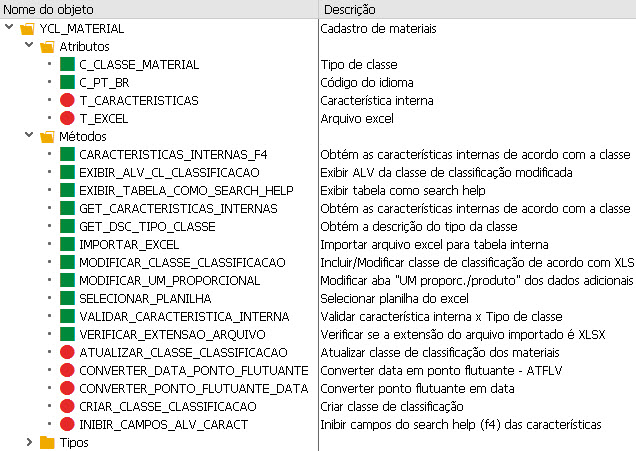 Nome do objeto Descrição
YCL_MATERIAL Cadastro de materiais
Atributos
C_CLASSE_MATERIAL Tipo de classe
C_PT_BR Código do idioma
T_CARACTERISTICAS Característica interna
T_EXCEL Arquivo excel
Métodos
CARACTERISTICAS_INTERNAS_F4 Obtém as características internas de acordo com a classe
EXIBIR_ALV_CL_CLASSIFICACAO Exibir ALV da classe de classificação modificada
EXIBIR_TABELA_COMO_SEARCH_HELP Exibir tabela como search help
GET_CARACTERISTICAS_INTERNAS Obtém as características internas de acordo com a classe
GET_DSC_TIPO_CLASSE Obtém a descrição do tipo da classe
IMPORTAR_EXCEL Importar arquivo excel para tabela interna
MODIFICAR_CLASSE_CLASSIFICACAO Incluir/Modificar classe de classificação de acordo com XLS
MODIFICAR_UM_PROPORCIONAL Modificar aba "UM proporc./produto" dos dados adicionais
SELECIONAR_PLANILHA Selecionar planilha do excel
VALIDAR_CARACTERISTICA_INTERNA Validar característica interna x Tipo de classe
VERIFICAR_EXTENSAO_ARQUIVO Verificar se a extensão do arquivo importado é XLSX
ATUALIZAR_CLASSE_CLASSIFICACAO Atualizar classe de classificação dos materiais
CONVERTER_DATA_PONTO_FLUTUANTE Converter data em ponto flutuante - ATFLV
CONVERTER_PONTO_FLUTUANTE_DATA Converter ponto flutuante em data
CRIAR_CLASSE_CLASSIFICACAO Criar classe de classificação
INIBIR_CAMPOS_ALV_CARACT Inibir campos do search help (f4) das características
Tipos